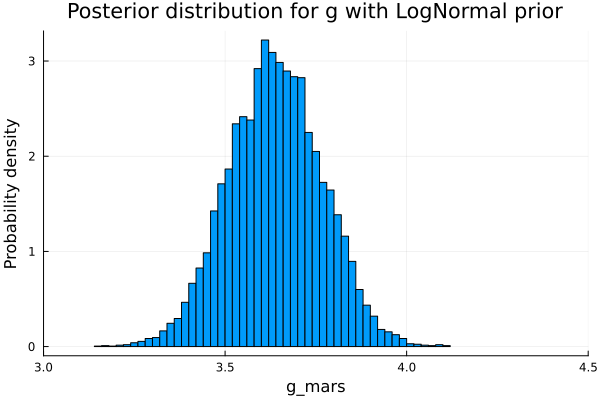 Posterior distribution for g with LogNormal prior
Probability density
3
2
1
0
3.0 3.5 4.0 4.5
g_mars